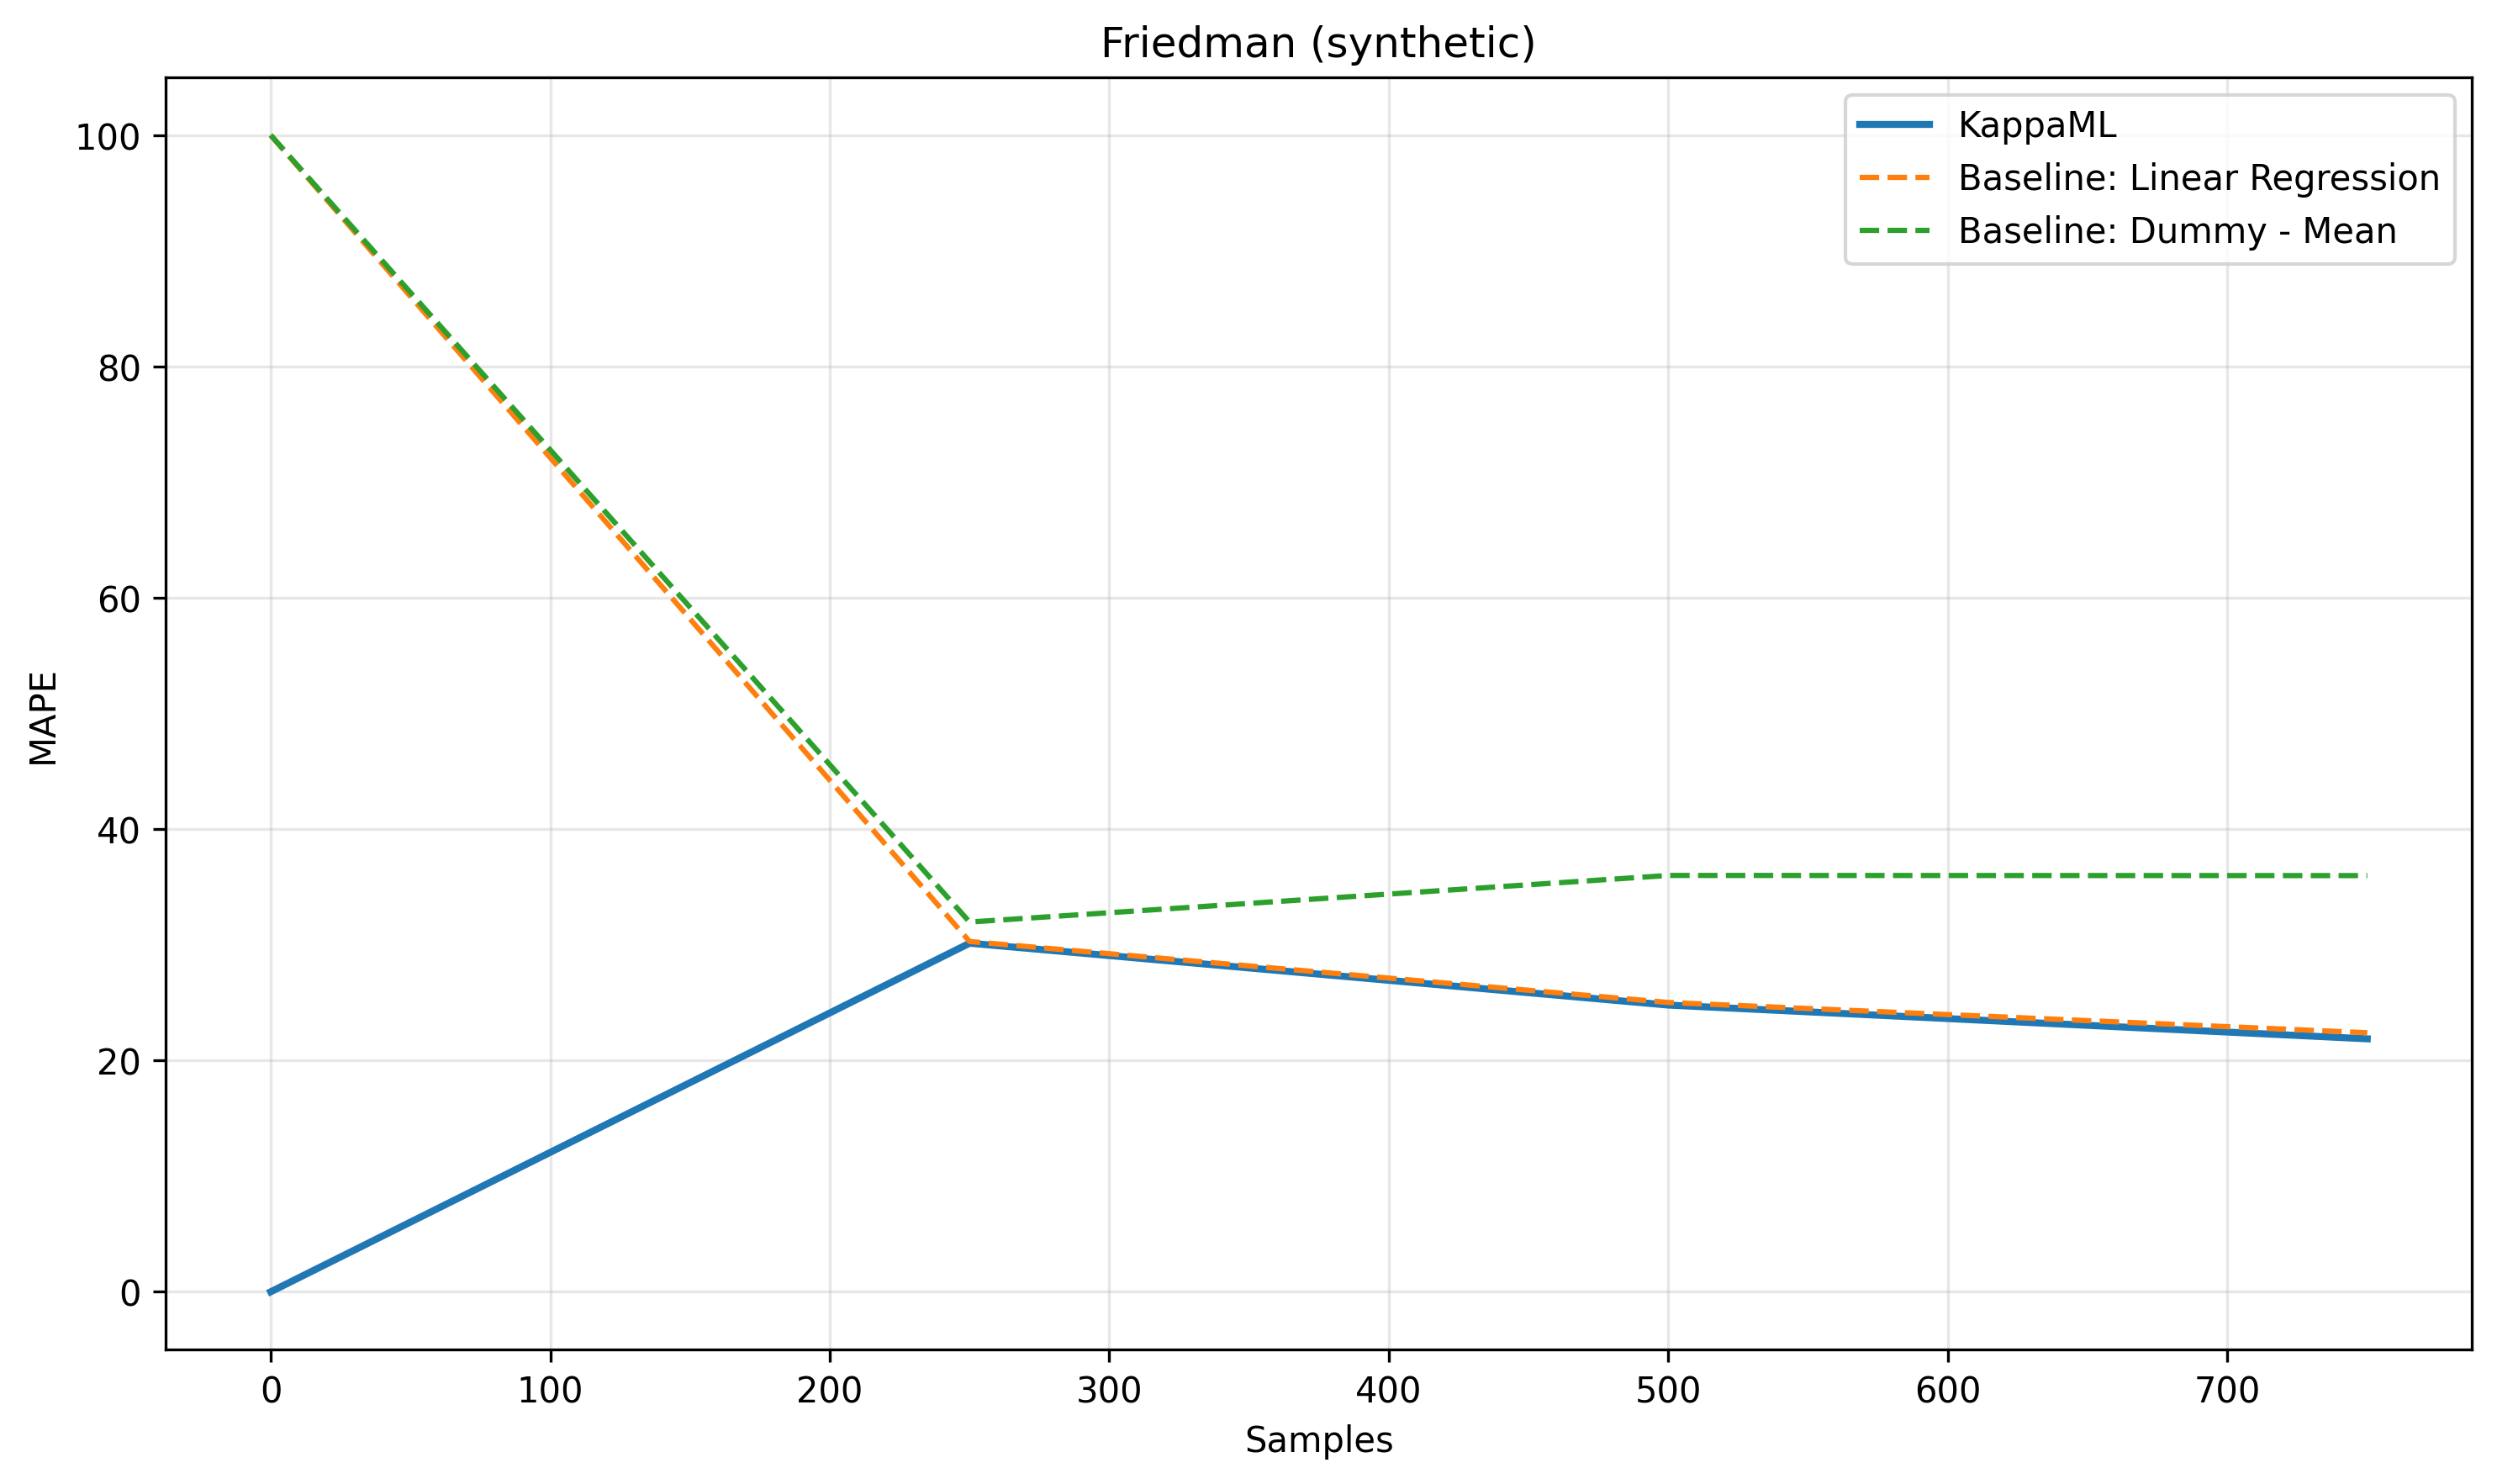 Friedman (synthetic)
KappaML
Baseline: Linear Regression
Baseline: Dummy - Mean
MAPE
100
80
60
40
20
0
0 100 200 300 400 500 600 700
Samples